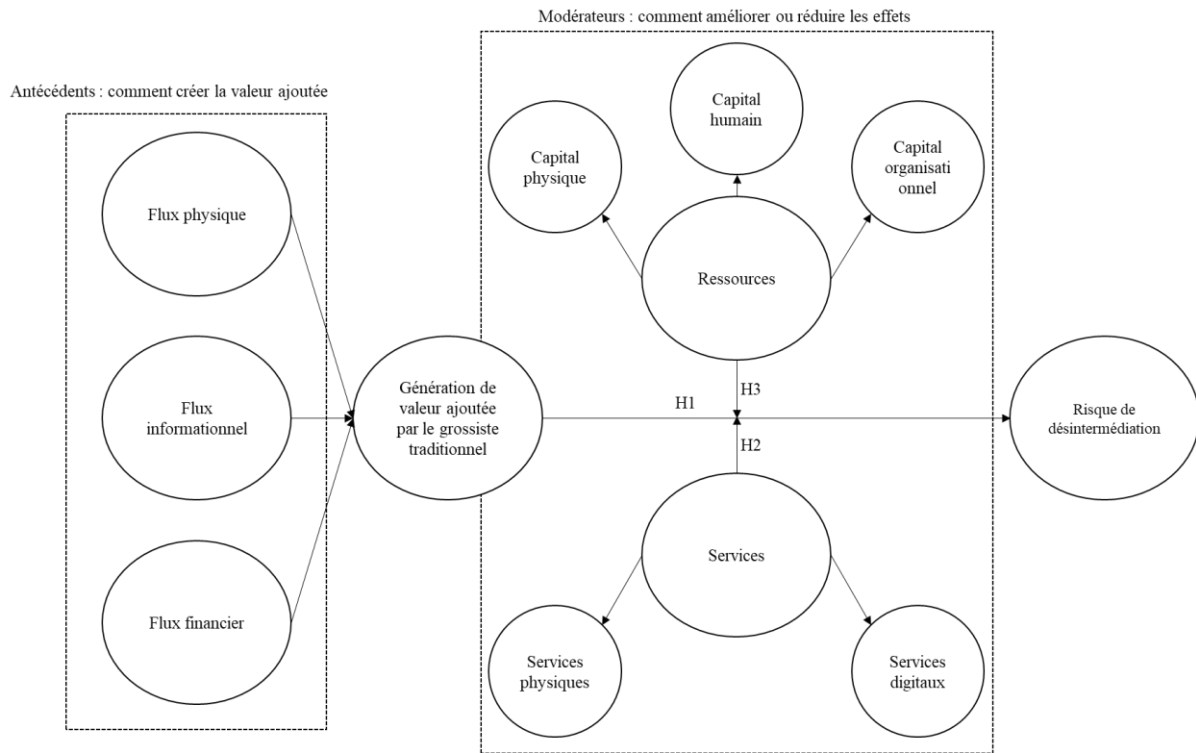 Modérateurs : comment améliorer ou réduire les effets
Antécédents : comment créer la valeur ajoutée
Capital
humain
Capital
physique
Capital
organisati
onnel
Flux physique
Ressources
Flux
informationnel
Génération de
valeur ajoutée
par le grossiste
traditionnel
H1
H3
H2
Risque de
désintermédiation
Services
Flux financier
Services
physiques
Services
digitaux